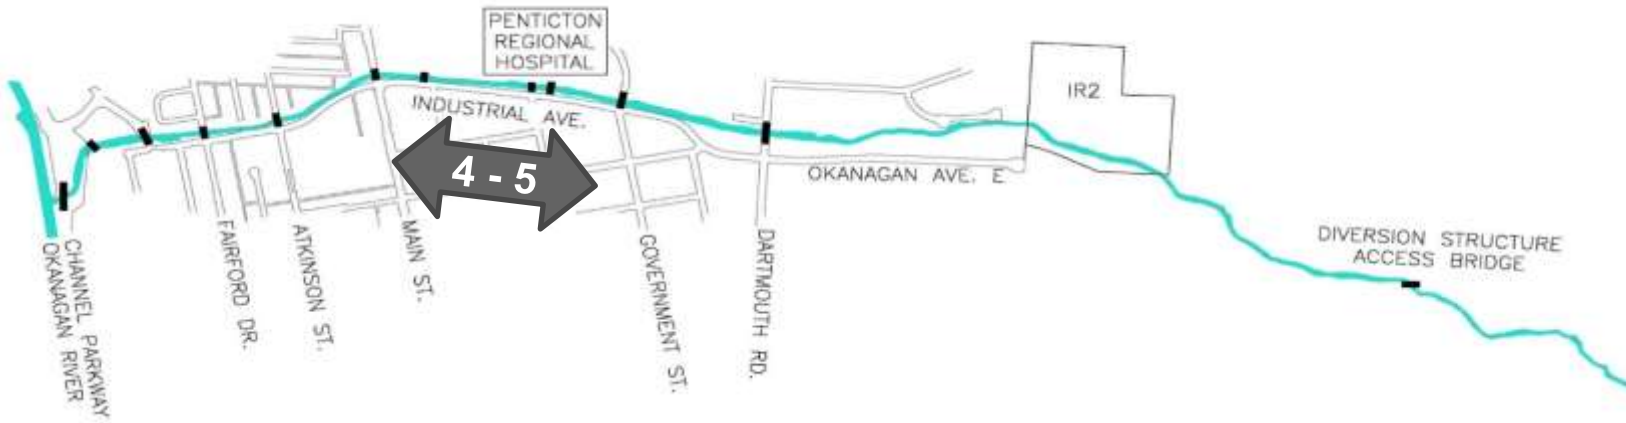 PENTICTON
REGIONAL
HOSPITAL
IR2
INDUSTRIAL AVE.
4 - 5
OKANAGAN AVE. E
CHANNEL PARKWAY
OKANAGAN RIVER
FAIRFORD DR.
ATKINSON ST.
MAIN ST.
GOVERNMENT ST.
DARTMOUTH RD.
DIVERSION STRUCTURE
ACCESS BRIDGE